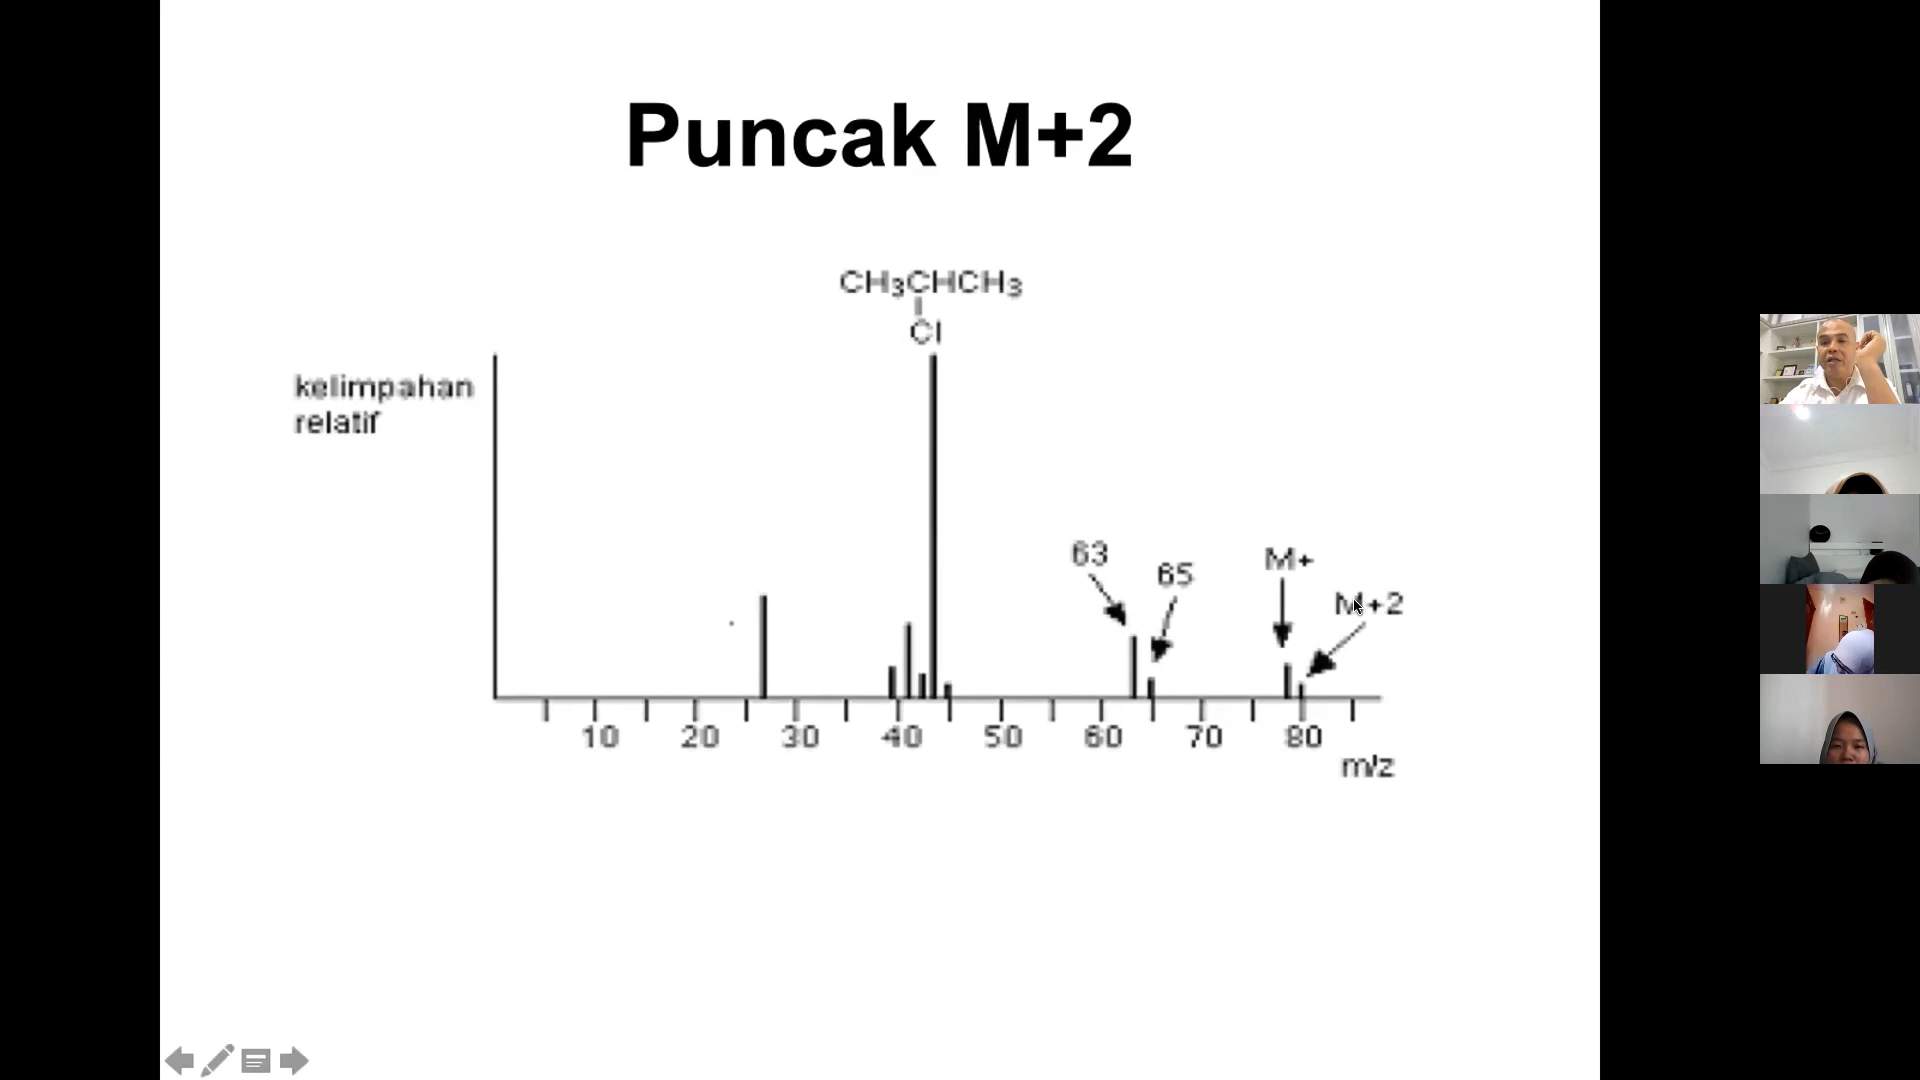 Puncak M+2
CH3CHCH3
Cl
kelimpahan
relatif
63
65
M+
M+2
10 20 30 40 50 60 70 80
m/z